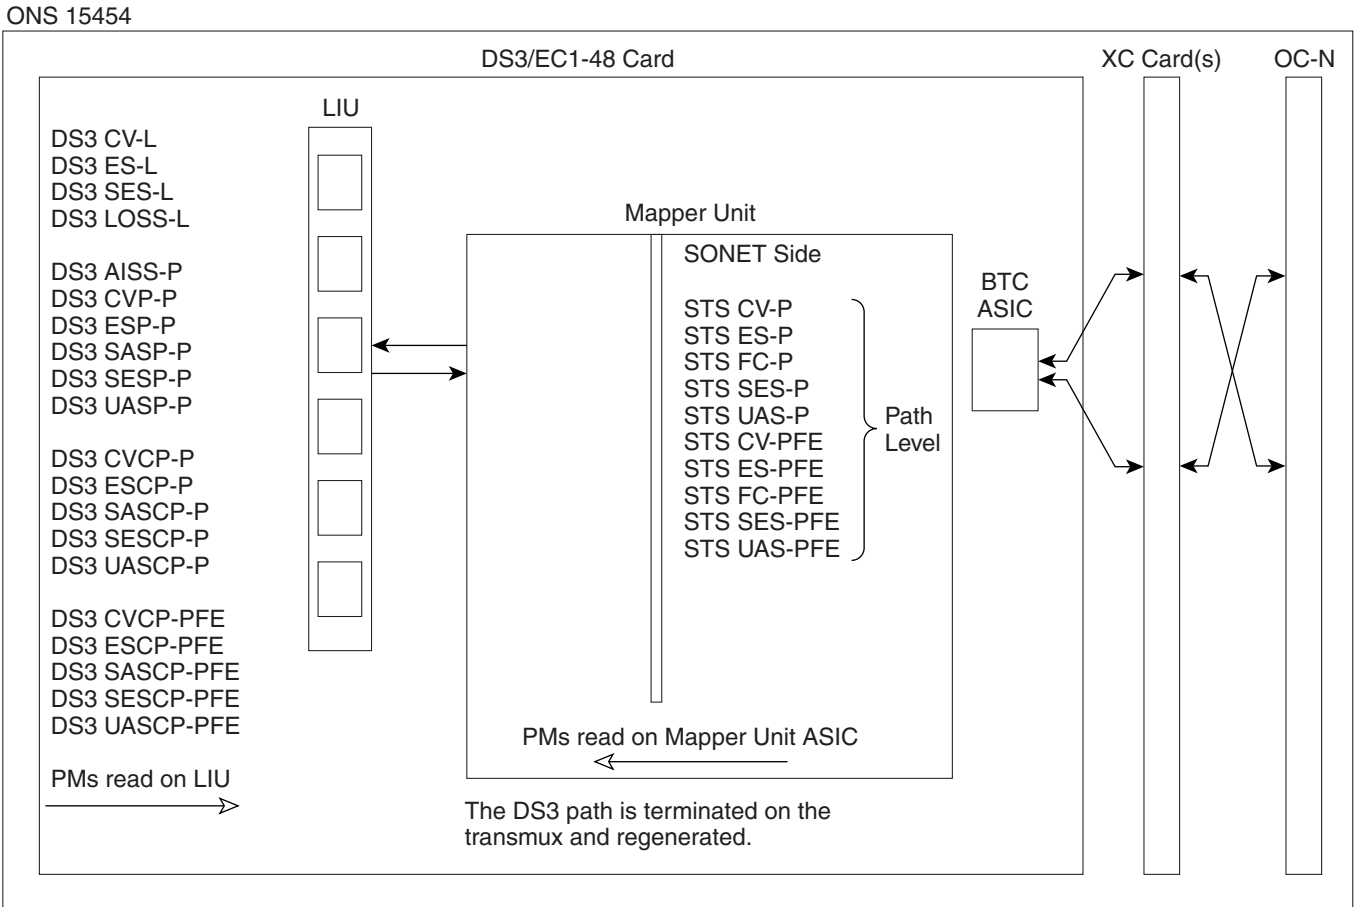 ONS 15454
DS3/EC1-48 Card
XC Card(s)
OC-N
LIU
DS3 CV-L
DS3 ES-L
DS3 SES-L
DS3 LOSS-L
DS3 AISS-P
DS3 CVP-P
DS3 ESP-P
DS3 SASP-P
DS3 SESP-P
DS3 UASP-P
DS3 CVCP-P
DS3 ESCP-P
DS3 SASCP-P
DS3 SESCP-P
DS3 UASCP-P
DS3 CVCP-PFE
DS3 ESCP-PFE
DS3 SASCP-PFE
DS3 SESCP-PFE
DS3 UASCP-PFE
PMs read on LIU
Mapper Unit
SONET Side
STS CV-P
STS ES-P
STS FC-P
STS SES-P
STS UAS-P
STS CV-PFE
STS ES-PFE
STS FC-PFE
STS SES-PFE
STS UAS-PFE
Path
Level
PMs read on Mapper Unit ASIC
The DS3 path is terminated on the
transmux and regenerated.
BTC
ASIC